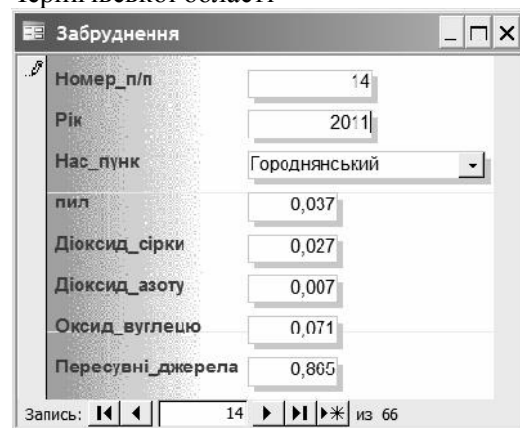 Чернігівської області
Забруднення
Номер_п/п 14
Рік 2011
Нас_пунк Городнянський
пил 0,037
Діоксид_сірки 0,027
Діоксид_азоту 0,007
Оксид_вуглецю 0,071
Пересувні_джерела 0,865
Запись: 14 из 66